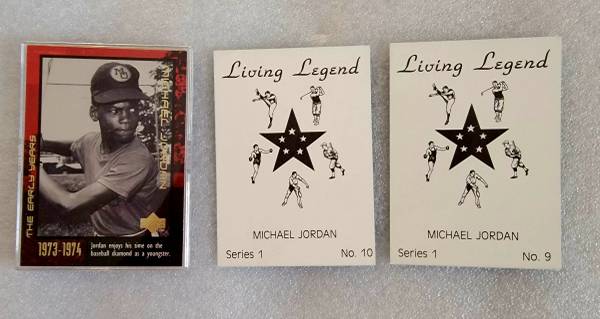 MICHAEL JORDAN
THE EARLY YEARS
1973-1974
Jordan enjoys his time on the
baseball diamond as a youngster.
Living Legend
MICHAEL JORDAN
Series 1 No. 10
Living Legend
MICHAEL JORDAN
Series 1 No. 9